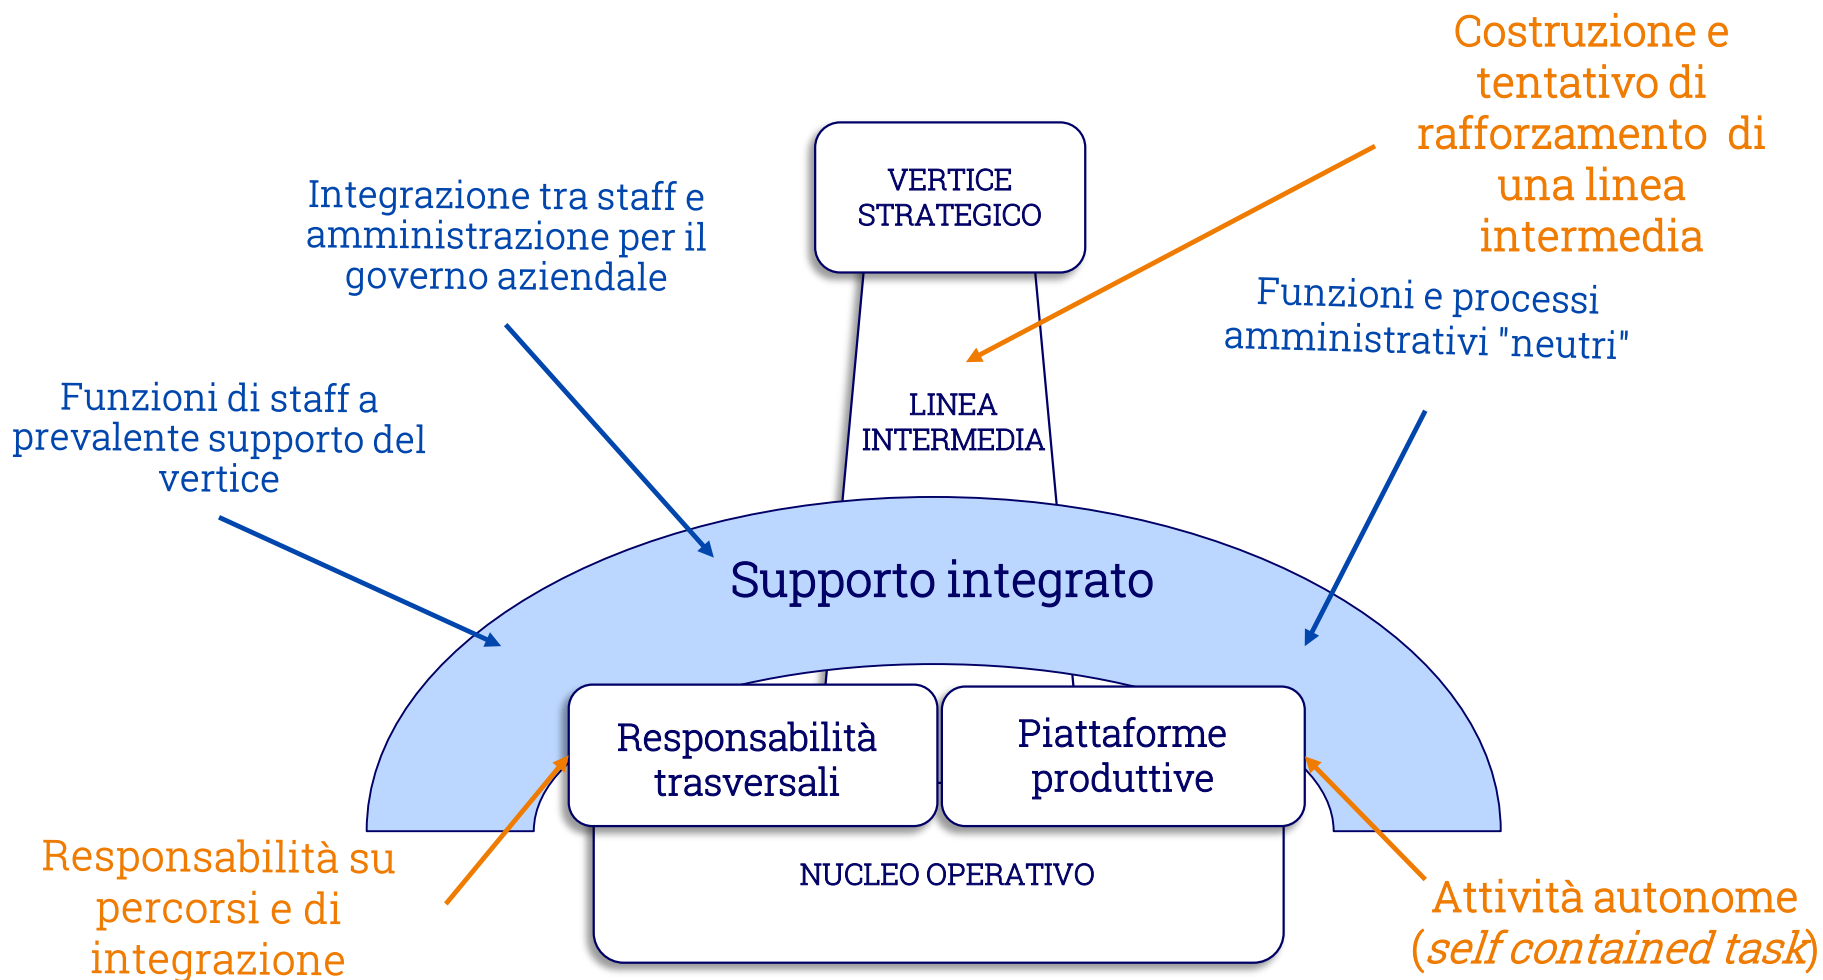 Costruzione e
tentativo di
rafforzamento di
una linea
intermedia
VERTICE
STRATEGICO
Integrazione tra staff e
amministrazione per il
governo aziendale
Funzioni e processi
amministrativi "neutri"
Funzioni di staff a
prevalente supporto del
vertice
LINEA
INTERMEDIA
Supporto integrato
Responsabilità
trasversali
Piattaforme
produttive
Responsabilità su
percorsi e di
integrazione
NUCLEO OPERATIVO
Attività autonome
(self contained task)